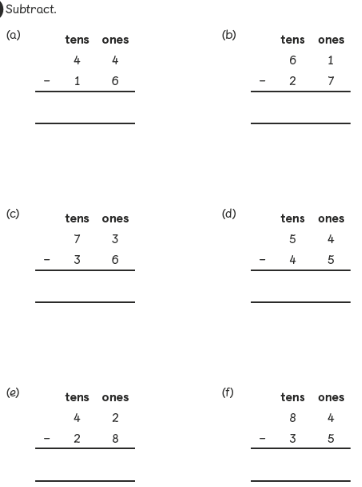 Subtract.
(a) tens ones (b) tens ones
4 4 6 1
− 1 6 − 2 7
(c) tens ones (d) tens ones
7 3 5 4
− 3 6 − 4 5
(e) tens ones (f) tens ones
4 2 8 4
− 2 8 − 3 5